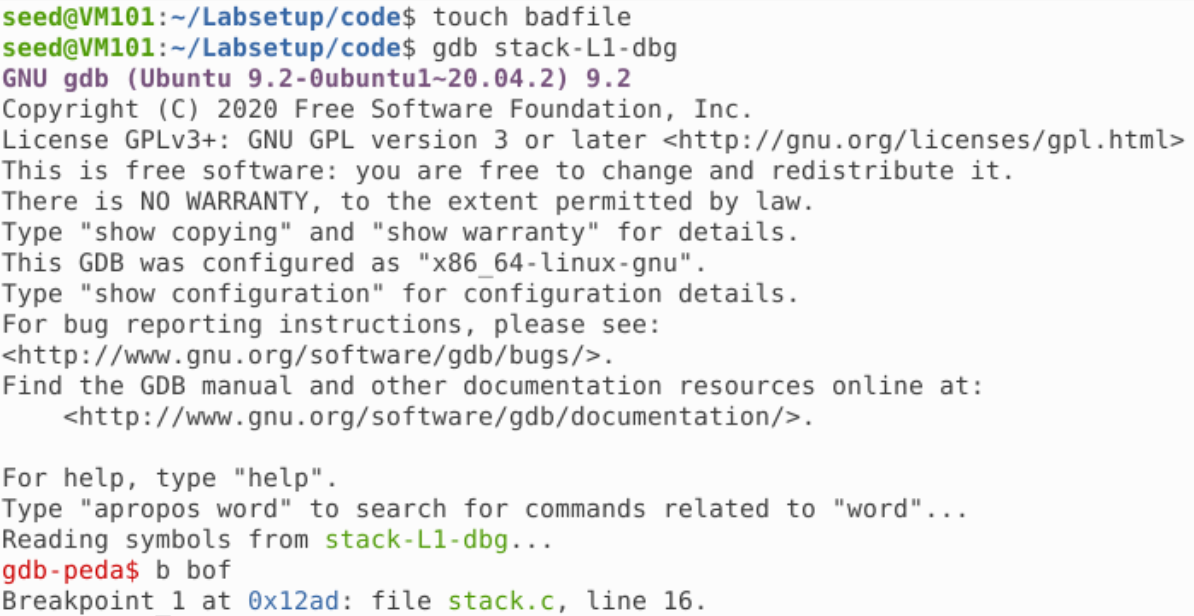 seed@VM101:~/Labsetup/code$ touch badfile
seed@VM101:~/Labsetup/code$ gdb stack-L1-dbg
GNU gdb (Ubuntu 9.2-0ubuntu1~20.04.2) 9.2
Copyright (C) 2020 Free Software Foundation, Inc.
License GPLv3+: GNU GPL version 3 or later <http://gnu.org/licenses/gpl.html>
This is free software: you are free to change and redistribute it.
There is NO WARRANTY, to the extent permitted by law.
Type "show copying" and "show warranty" for details.
This GDB was configured as "x86_64-linux-gnu".
Type "show configuration" for configuration details.
For bug reporting instructions, please see:
<http://www.gnu.org/software/gdb/bugs/>.
Find the GDB manual and other documentation resources online at:
    <http://www.gnu.org/software/gdb/documentation/>.

For help, type "help".
Type "apropos word" to search for commands related to "word"...
Reading symbols from stack-L1-dbg...
gdb-peda$ b bof
Breakpoint 1 at 0x12ad: file stack.c, line 16.